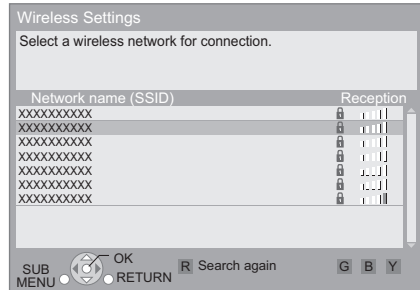 Wireless Settings
Select a wireless network for connection.
Network name (SSID) Reception
XXXXXXXXXX
XXXXXXXXXX
XXXXXXXXXX
XXXXXXXXXX
XXXXXXXXXX
XXXXXXXXXX
XXXXXXXXXX
OK
SUB MENU RETURN R Search again G B Y